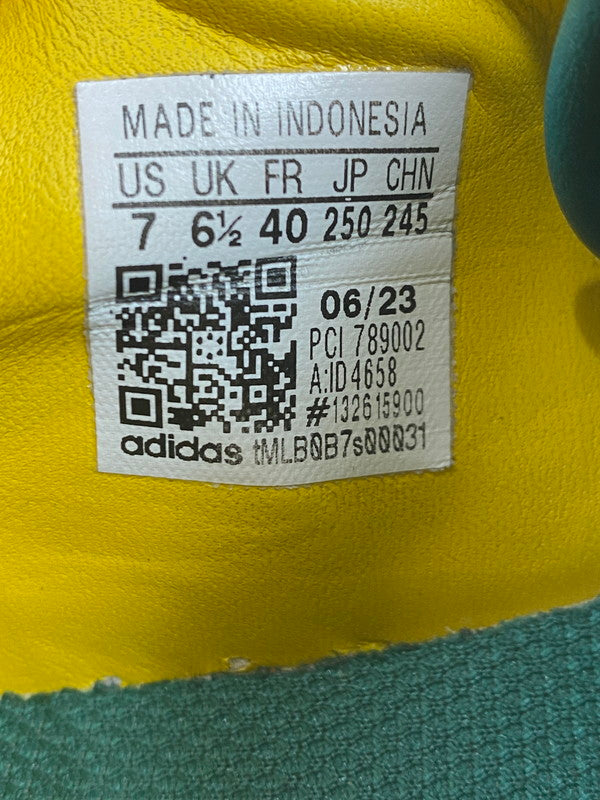 MADE IN INDONESIA
US UK FR JP CHN
7 6½ 40 250 245
06/23
PCI 789002
A:ID4658
#132615900
adidas tMLB0B7s00031